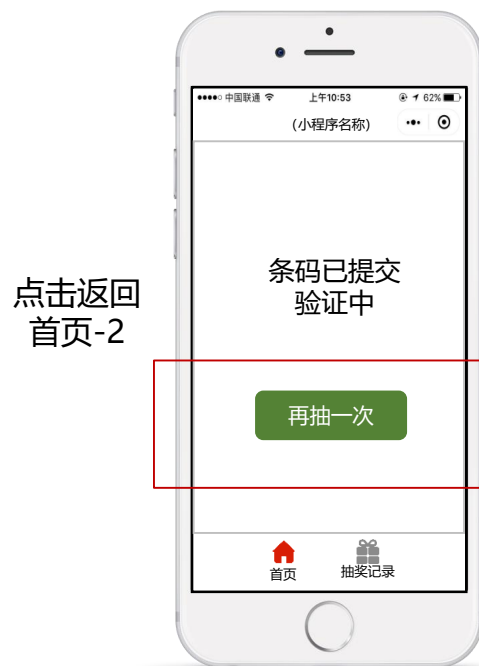 中国联通
上午10:53
62%
(小程序名称)
条码已提交
验证中
点击返回
首页-2
再抽一次
首页
抽奖记录